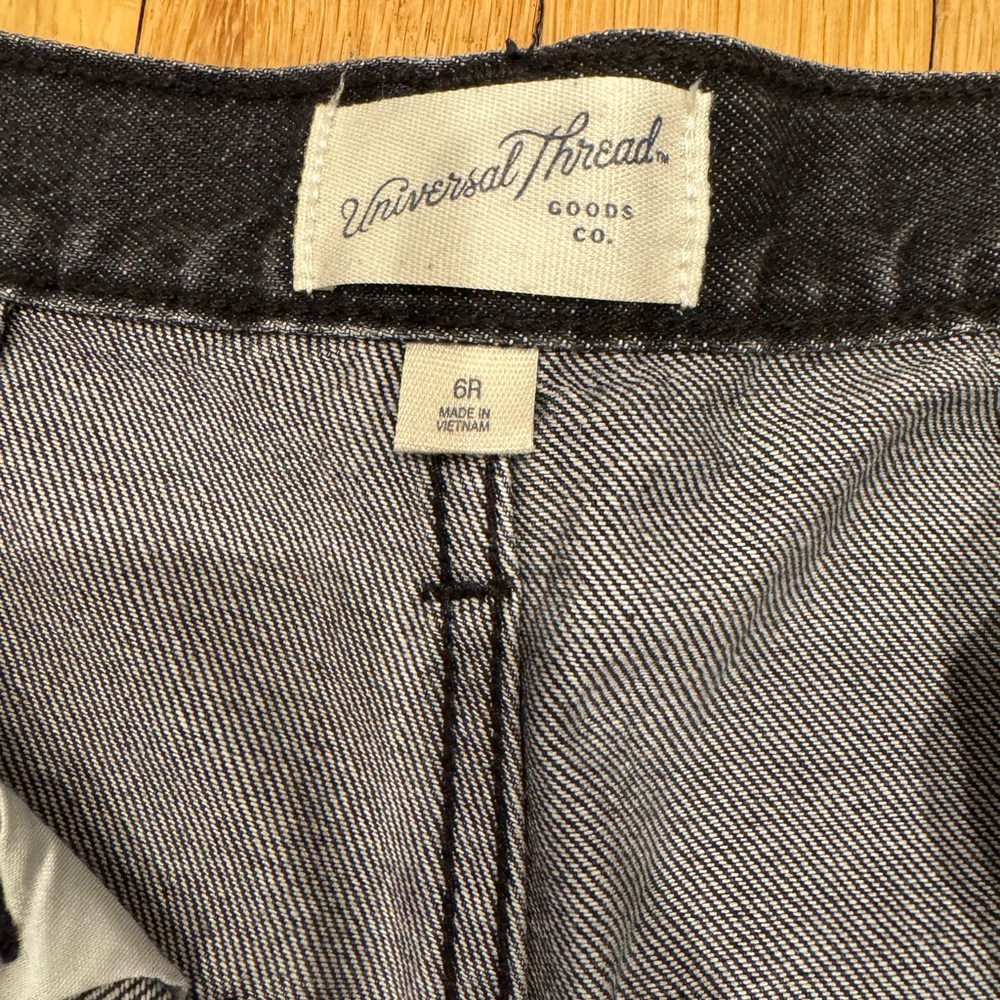 Universal Thread™
GOODS
CO.
6R
MADE IN
VIETNAM